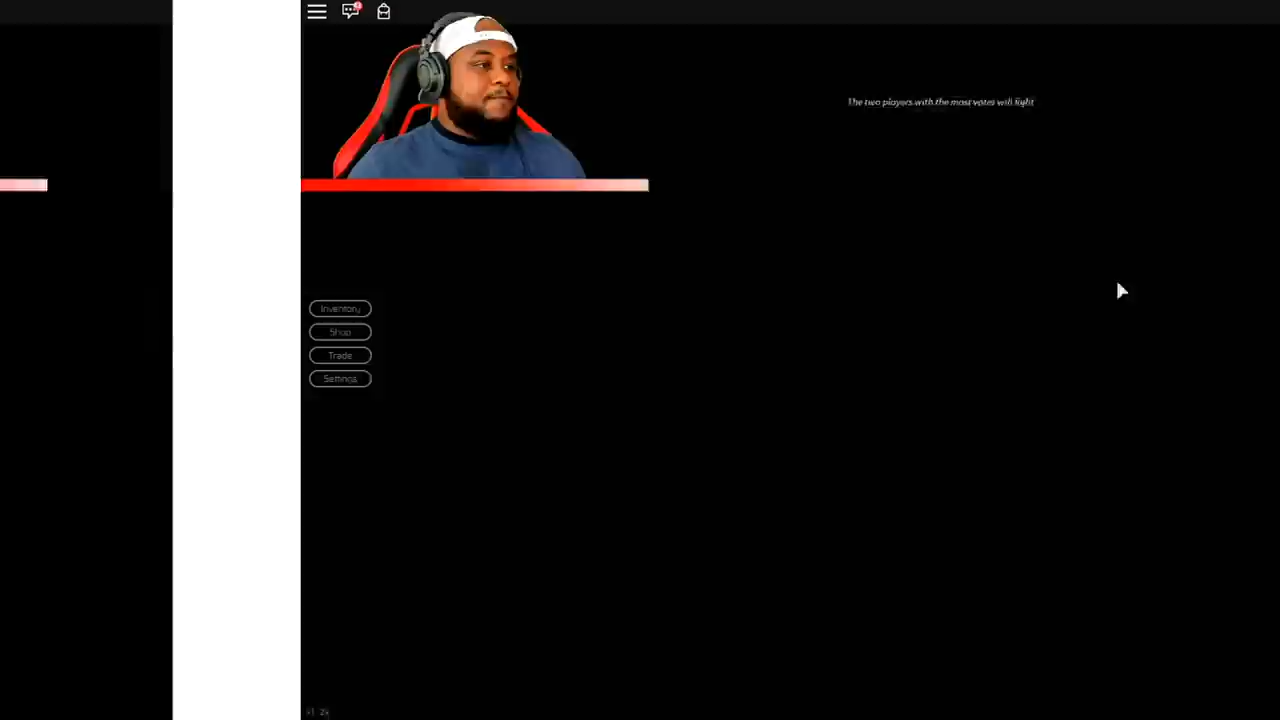 The two players with the most votes will fight
Inventory
Shop
Trade
Settings